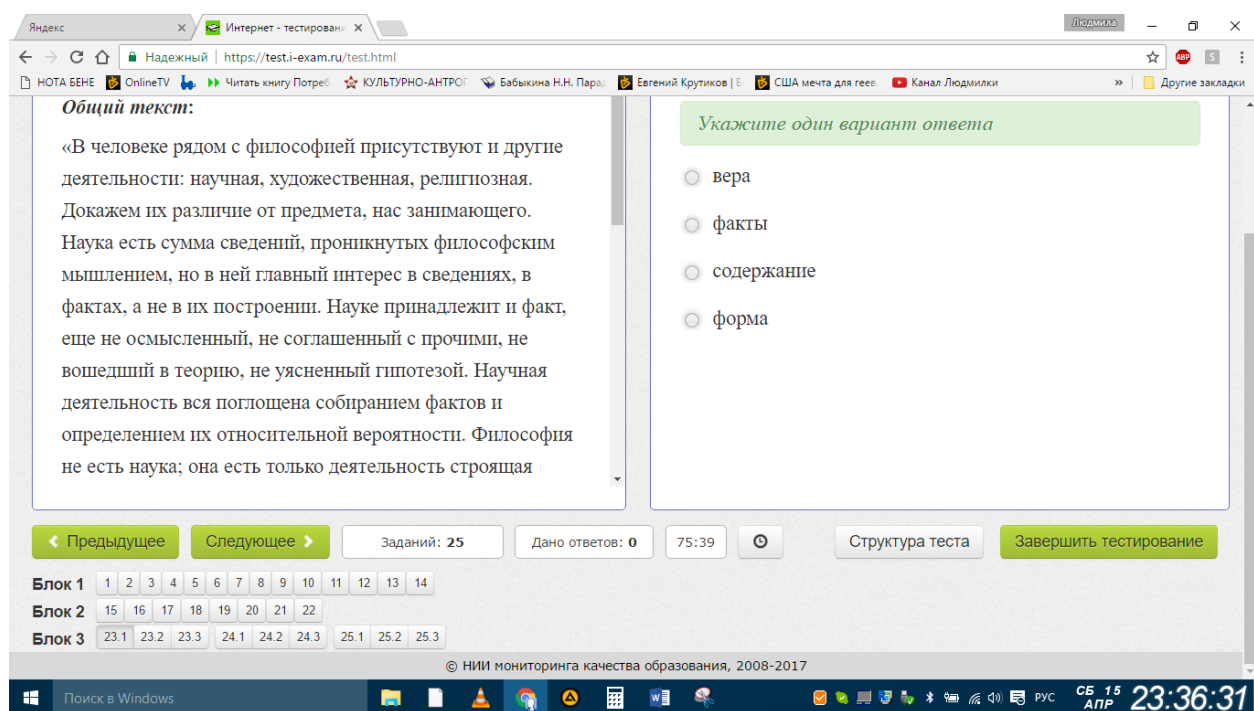 Яндекс
Интернет - тестировани
Людмила
Надежный
https://test.i-exam.ru/test.html
НОТА БЕНЕ
OnlineTV
Читать книгу Потреб
КУЛЬТУРНО-АНТРОГ
Бабыкина Н.Н. Пара
Евгений Крутиков | Б
США мечта для геев.
Канал Людмилки
»
Другие закладки
Общий текст:
«В человеке рядом с философией присутствуют и другие
деятельности: научная, художественная, религиозная.
Докажем их различие от предмета, нас занимающего.
Наука есть сумма сведений, проникнутых философским
мышлением, но в ней главный интерес в сведениях, в
фактах, а не в их построении. Науке принадлежит и факт,
еще не осмысленный, не соглашенный с прочими, не
вошедший в теорию, не уясненный гипотезой. Научная
деятельность вся поглощена собиранием фактов и
определением их относительной вероятности. Философия
не есть наука; она есть только деятельность строящая
Укажите один вариант ответа
вера
факты
содержание
форма
Предыдущее
Следующее
Заданий: 25
Дано ответов: 0
75:39
Структура теста
Завершить тестирование
Блок 1 1 2 3 4 5 6 7 8 9 10 11 12 13 14
Блок 2 15 16 17 18 19 20 21 22
Блок 3 23.1 23.2 23.3 24.1 24.2 24.3 25.1 25.2 25.3
© НИИ мониторинга качества образования, 2008-2017
Поиск в Windows
РУС
СБ 15
АПР
23:36:31